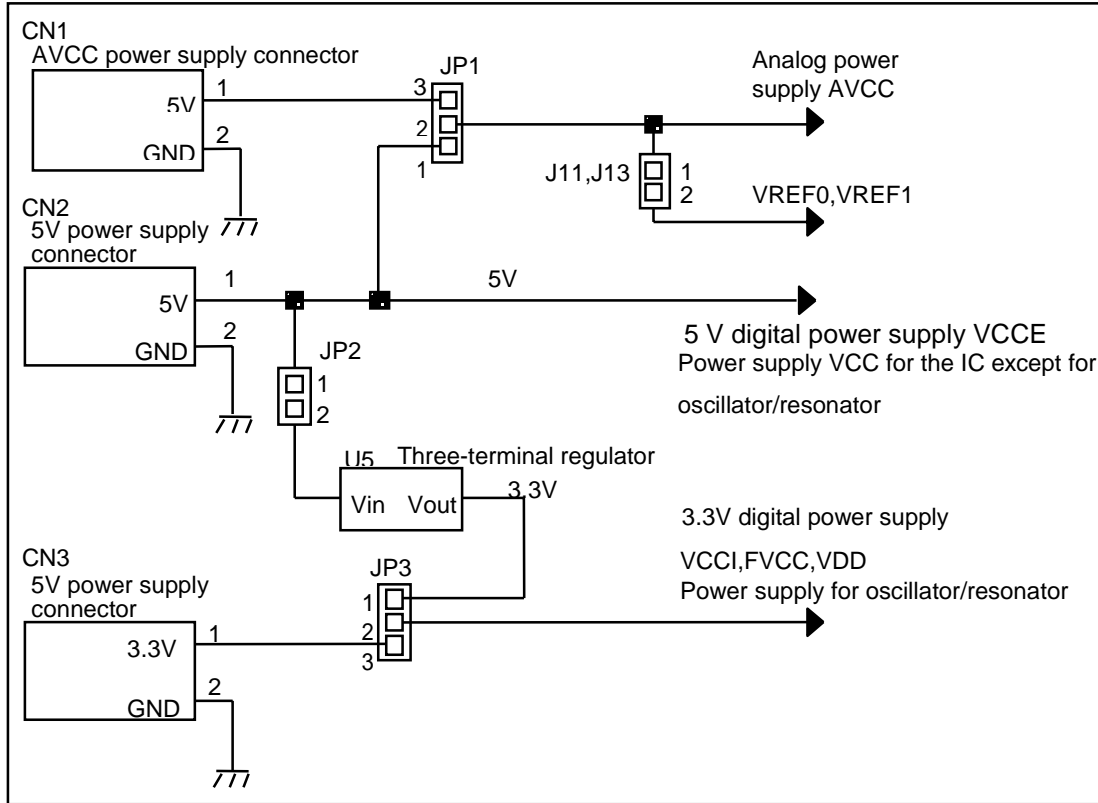 CN1
AVCC power supply connector
5V
GND
1
2
JP1
3
2
1
Analog power
supply AVCC
J11,J13
1
2
VREF0,VREF1
CN2
5V power supply
connector
5V
GND
1
2
5V
5 V digital power supply VCCE
Power supply VCC for the IC except for
oscillator/resonator
JP2
1
2
U5
Three-terminal regulator
Vin
Vout
3.3V
3.3V digital power supply
VCCI,FVCC,VDD
Power supply for oscillator/resonator
CN3
5V power supply
connector
3.3V
GND
1
2
JP3
1
2
3